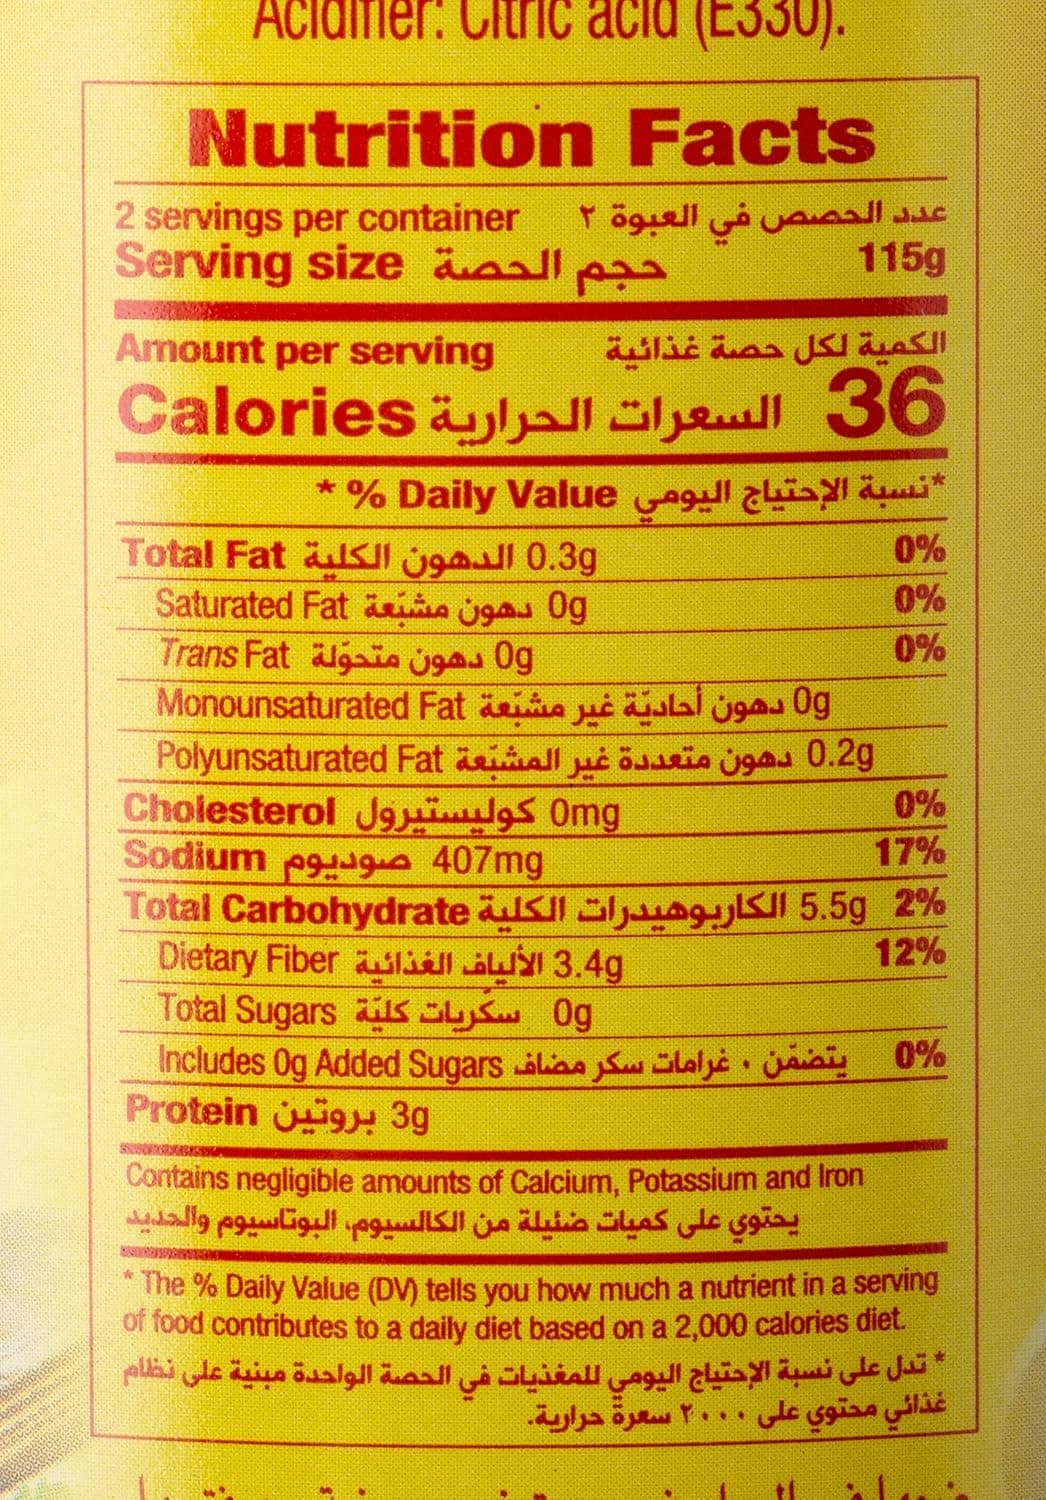 Acidifier: Citric acid (E330).
Nutrition Facts
2 servings per container عدد الحصص في العبوة ٢
Serving size حجم الحصة 115g
Amount per serving الكمية لكل حصة غذائية
Calories السعرات الحرارية 36
* % Daily Value نسبة الإحتياج اليومي*
Total Fat الدهون الكلية 0.3g 0%
Saturated Fat دهون مشبّعة 0g 0%
Trans Fat دهون متحوّلة 0g 0%
Monounsaturated Fat دهون أحاديّة غير مشبّعة 0g
Polyunsaturated Fat دهون متعددة غير المشبّعة 0.2g
Cholesterol كوليستيرول 0mg 0%
Sodium صوديوم 407mg 17%
Total Carbohydrate الكاربوهيدرات الكلية 5.5g 2%
Dietary Fiber الألياف الغذائية 3.4g 12%
Total Sugars سكّريات كليّة 0g
Includes 0g Added Sugars يتضمّن ٠ غرامات سكر مضاف 0%
Protein بروتين 3g
Contains negligible amounts of Calcium, Potassium and Iron
يحتوي على كميات ضئيلة من الكالسيوم، البوتاسيوم والحديد
* The % Daily Value (DV) tells you how much a nutrient in a serving
of food contributes to a daily diet based on a 2,000 calories diet.
* تدل على نسبة الإحتياج اليومي للمغذيات في الحصة الواحدة مبنية على نظام
غذائي محتوي على ٢٠٠٠ سعرة حرارية.